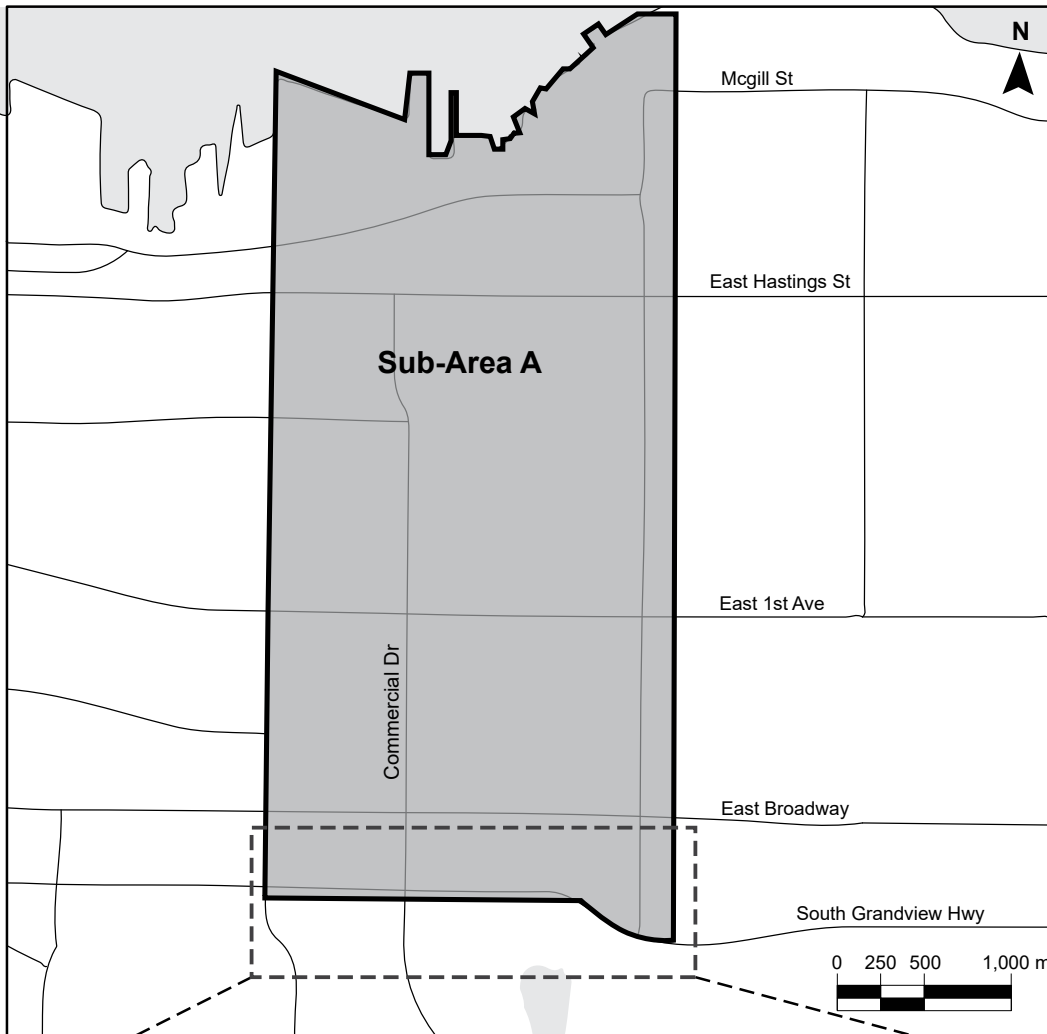 N
Mcgill St
East Hastings St
Sub-Area A
East 1st Ave
Commercial Dr
East Broadway
South Grandview Hwy
0 250 500 1,000 m